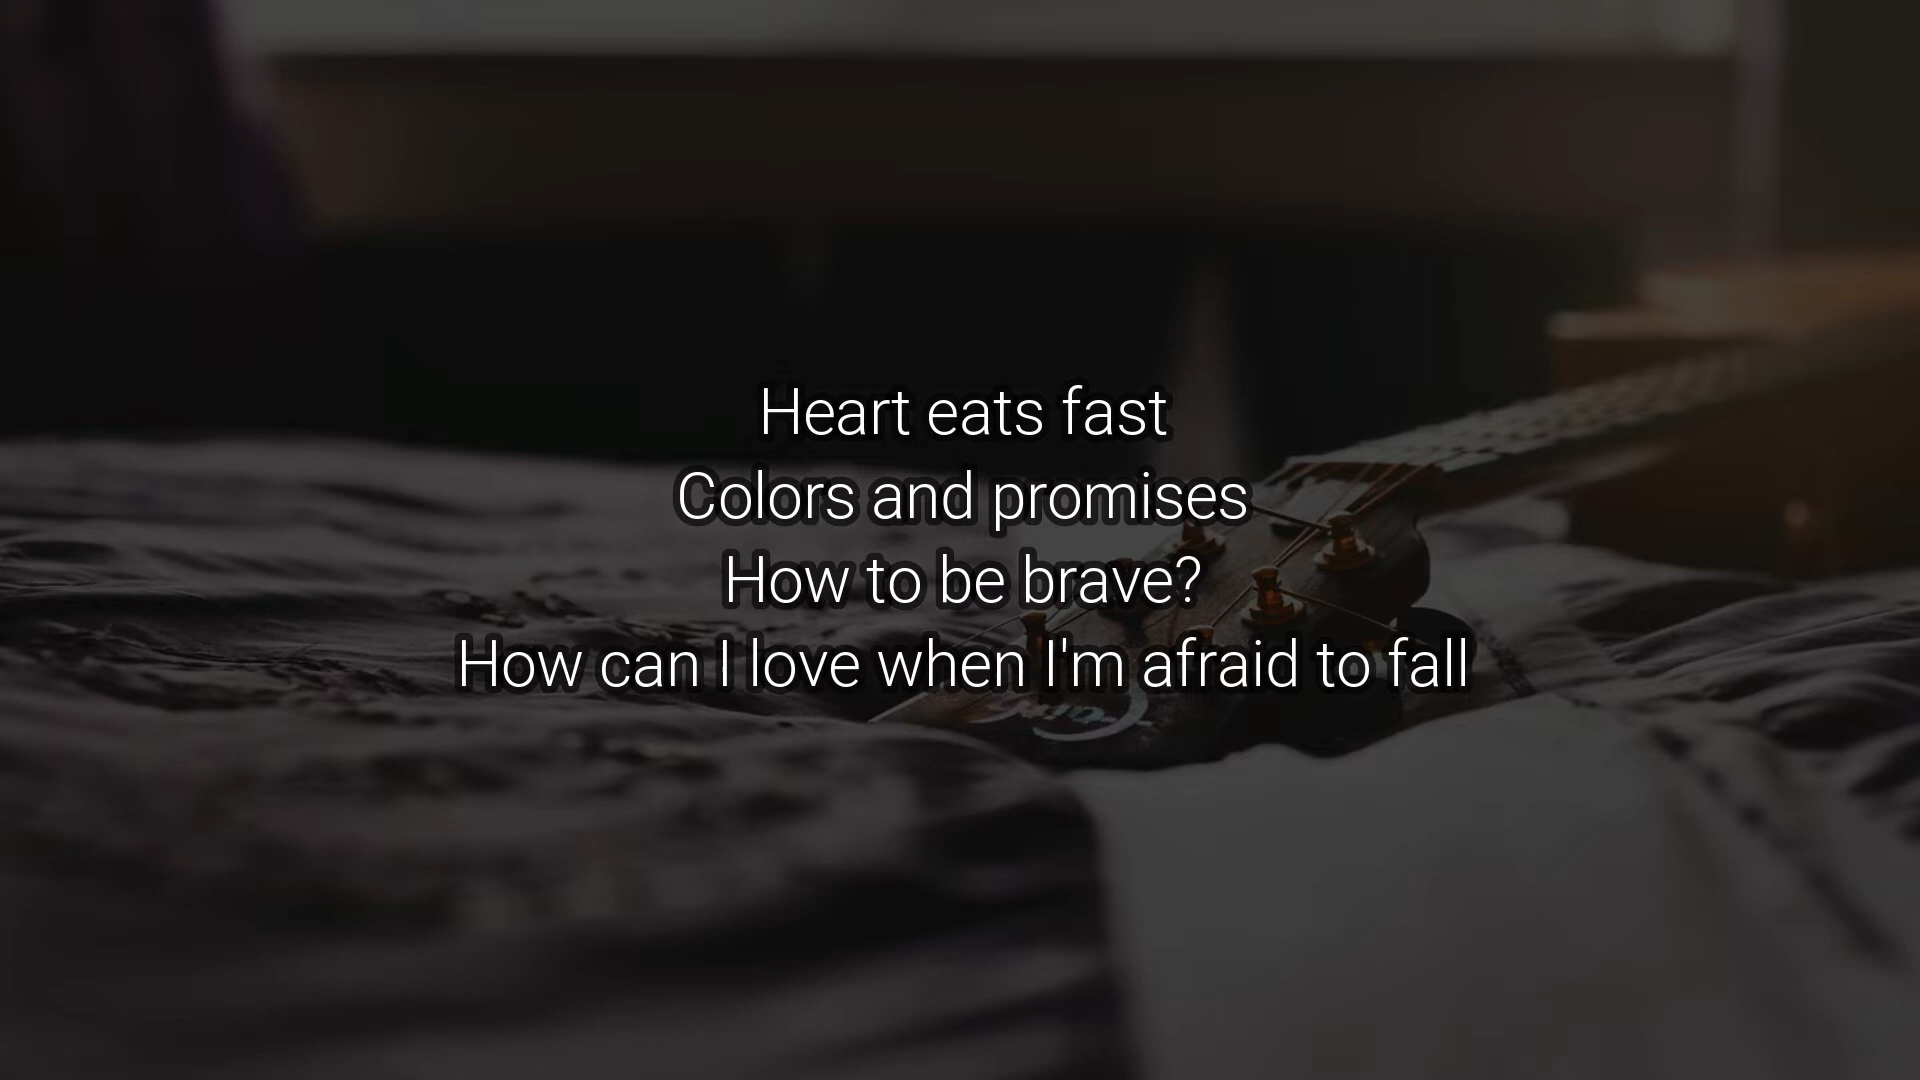 Heart eats fast
Colors and promises
How to be brave?
How can I love when I'm afraid to fall